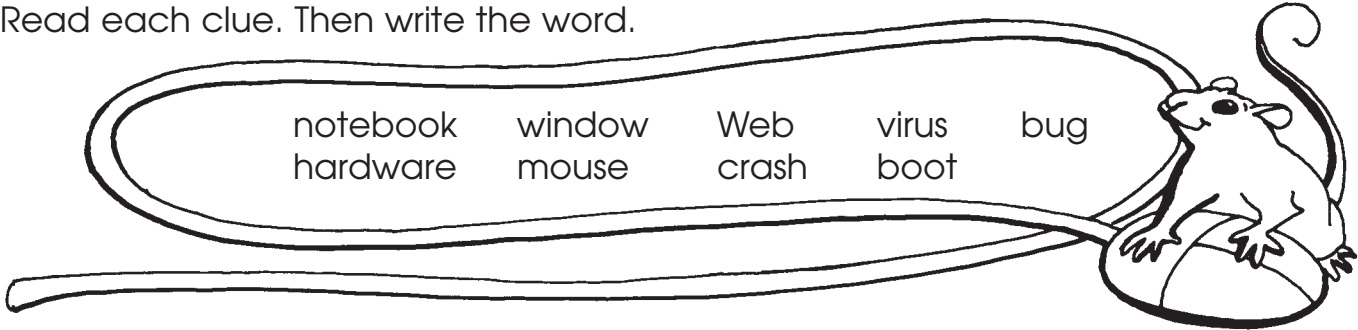 Read each clue. Then write the word.
notebook window Web virus bug
hardware mouse crash boot